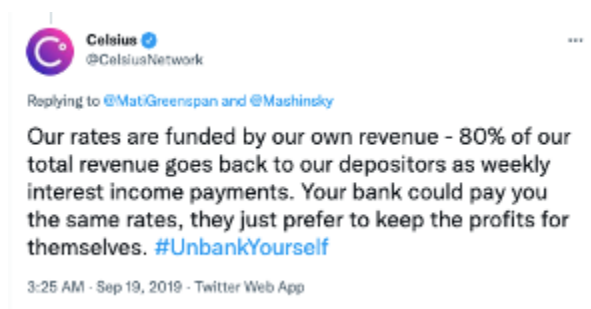 Celsius
@CelsiusNetwork
Replying to @MatiGreenspan and @Mashinsky
Our rates are funded by our own revenue - 80% of our
total revenue goes back to our depositors as weekly
interest income payments. Your bank could pay you
the same rates, they just prefer to keep the profits for
themselves. #UnbankYourself
3:25 AM · Sep 19, 2019 · Twitter Web App